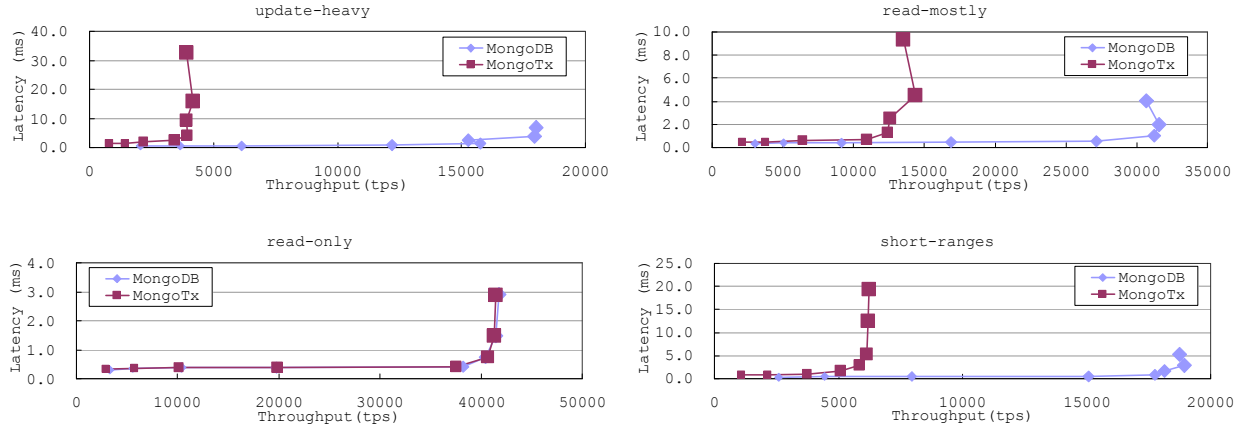 update-heavy
Latency (ms)
40.0
30.0
20.0
10.0
0.0
MongoDB
MongoTx
0
5000
10000
15000
20000
Throughput(tps)
read-mostly
Latency (ms)
10.0
8.0
6.0
4.0
2.0
0.0
MongoDB
MongoTx
0
5000
10000
15000
20000
25000
30000
35000
Throughput(tps)
read-only
Latency (ms)
4.0
3.0
2.0
1.0
0.0
MongoDB
MongoTx
0
10000
20000
30000
40000
50000
Throughput(tps)
short-ranges
Latency (ms)
25.0
20.0
15.0
10.0
5.0
0.0
MongoDB
MongoTx
0
5000
10000
15000
20000
Throughput(tps)